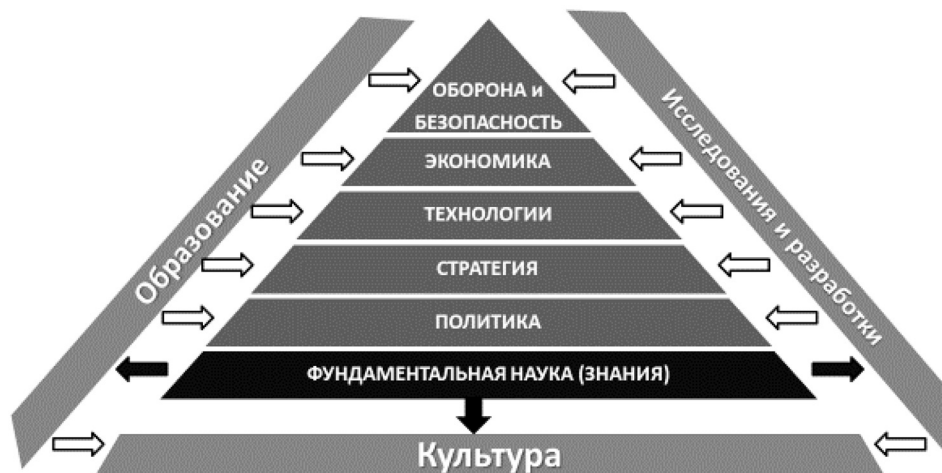 ОБОРОНА и
БЕЗОПАСНОСТЬ
ЭКОНОМИКА
ТЕХНОЛОГИИ
СТРАТЕГИЯ
ПОЛИТИКА
ФУНДАМЕНТАЛЬНАЯ НАУКА (ЗНАНИЯ)
Образование
Исследования и разработки
Культура